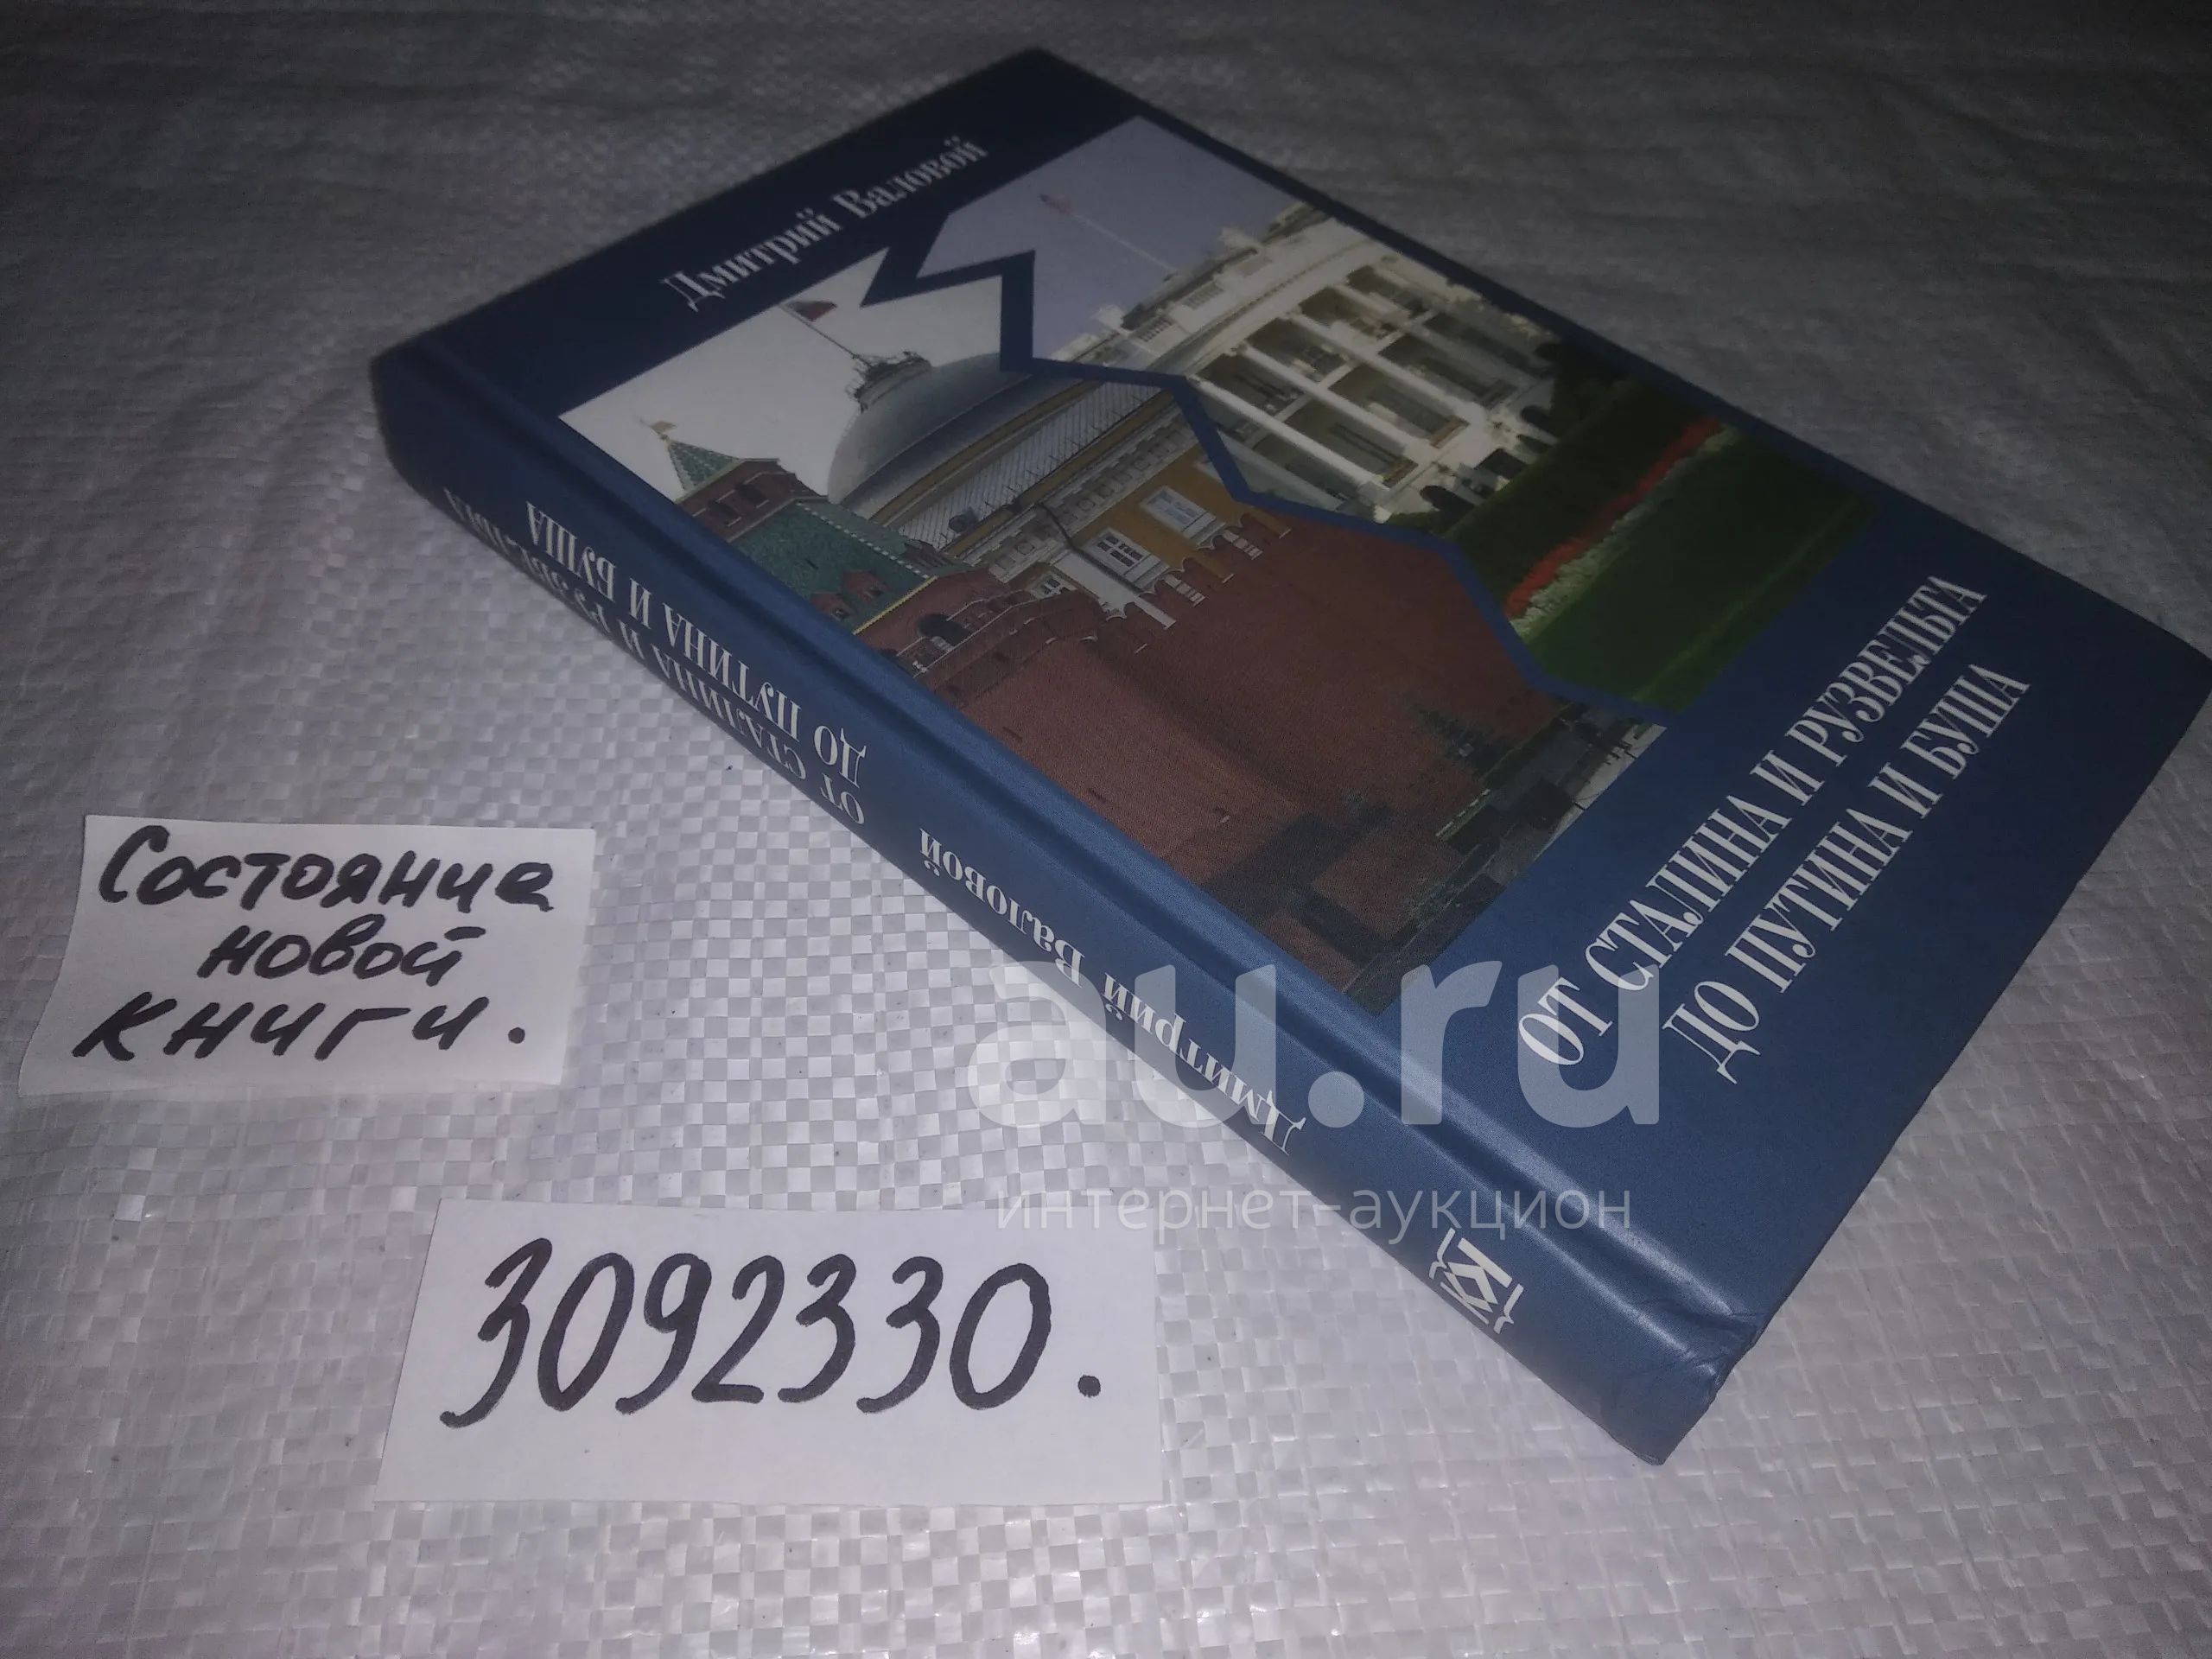 Дмитрий Валовой
ОТ СТАЛИНА И РУЗВЕЛЬТА
ДО ПУТИНА И БУША
Дмитрий Валовой
ОТ СТАЛИНА И РУЗВЕЛЬТА
ДО ПУТИНА И БУША
Состояние
новой
книги.
3092330.
au.ru
интернет-аукцион